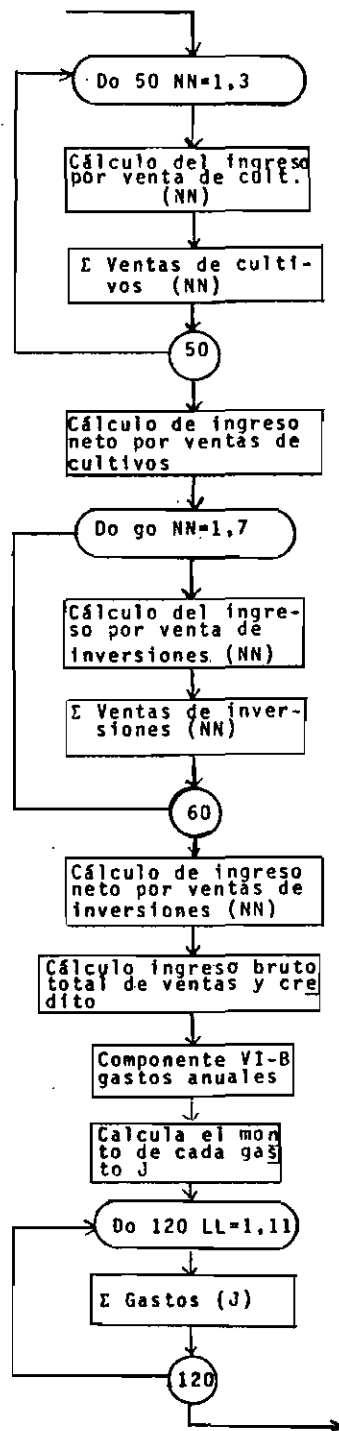 Do 50 NN=1,3
Cálculo del ingreso
por venta de cult.
(NN)
Σ Ventas de culti-
vos (NN)
50
Cálculo de ingreso
neto por ventas de
cultivos
Do go NN=1,7
Cálculo del ingre-
so por venta de
inversiones (NN)
Σ Ventas de inver-
siones (NN)
60
Cálculo de ingreso
neto por ventas de
inversiones (NN)
Cálculo ingreso bruto
total de ventas y cre
dito
Componente VI-B
gastos anuales
Calcula el mon
to de cada gas
to J
Do 120 LL=1,11
Σ Gastos (J)
120